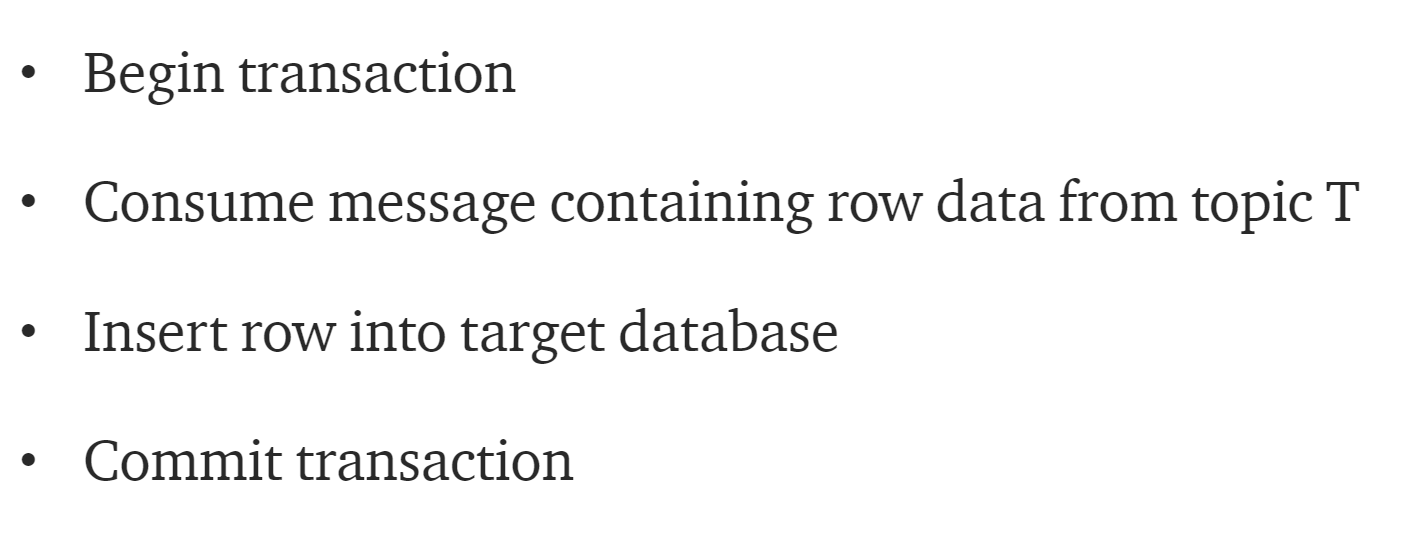 • Begin transaction
• Consume message containing row data from topic T
• Insert row into target database
• Commit transaction